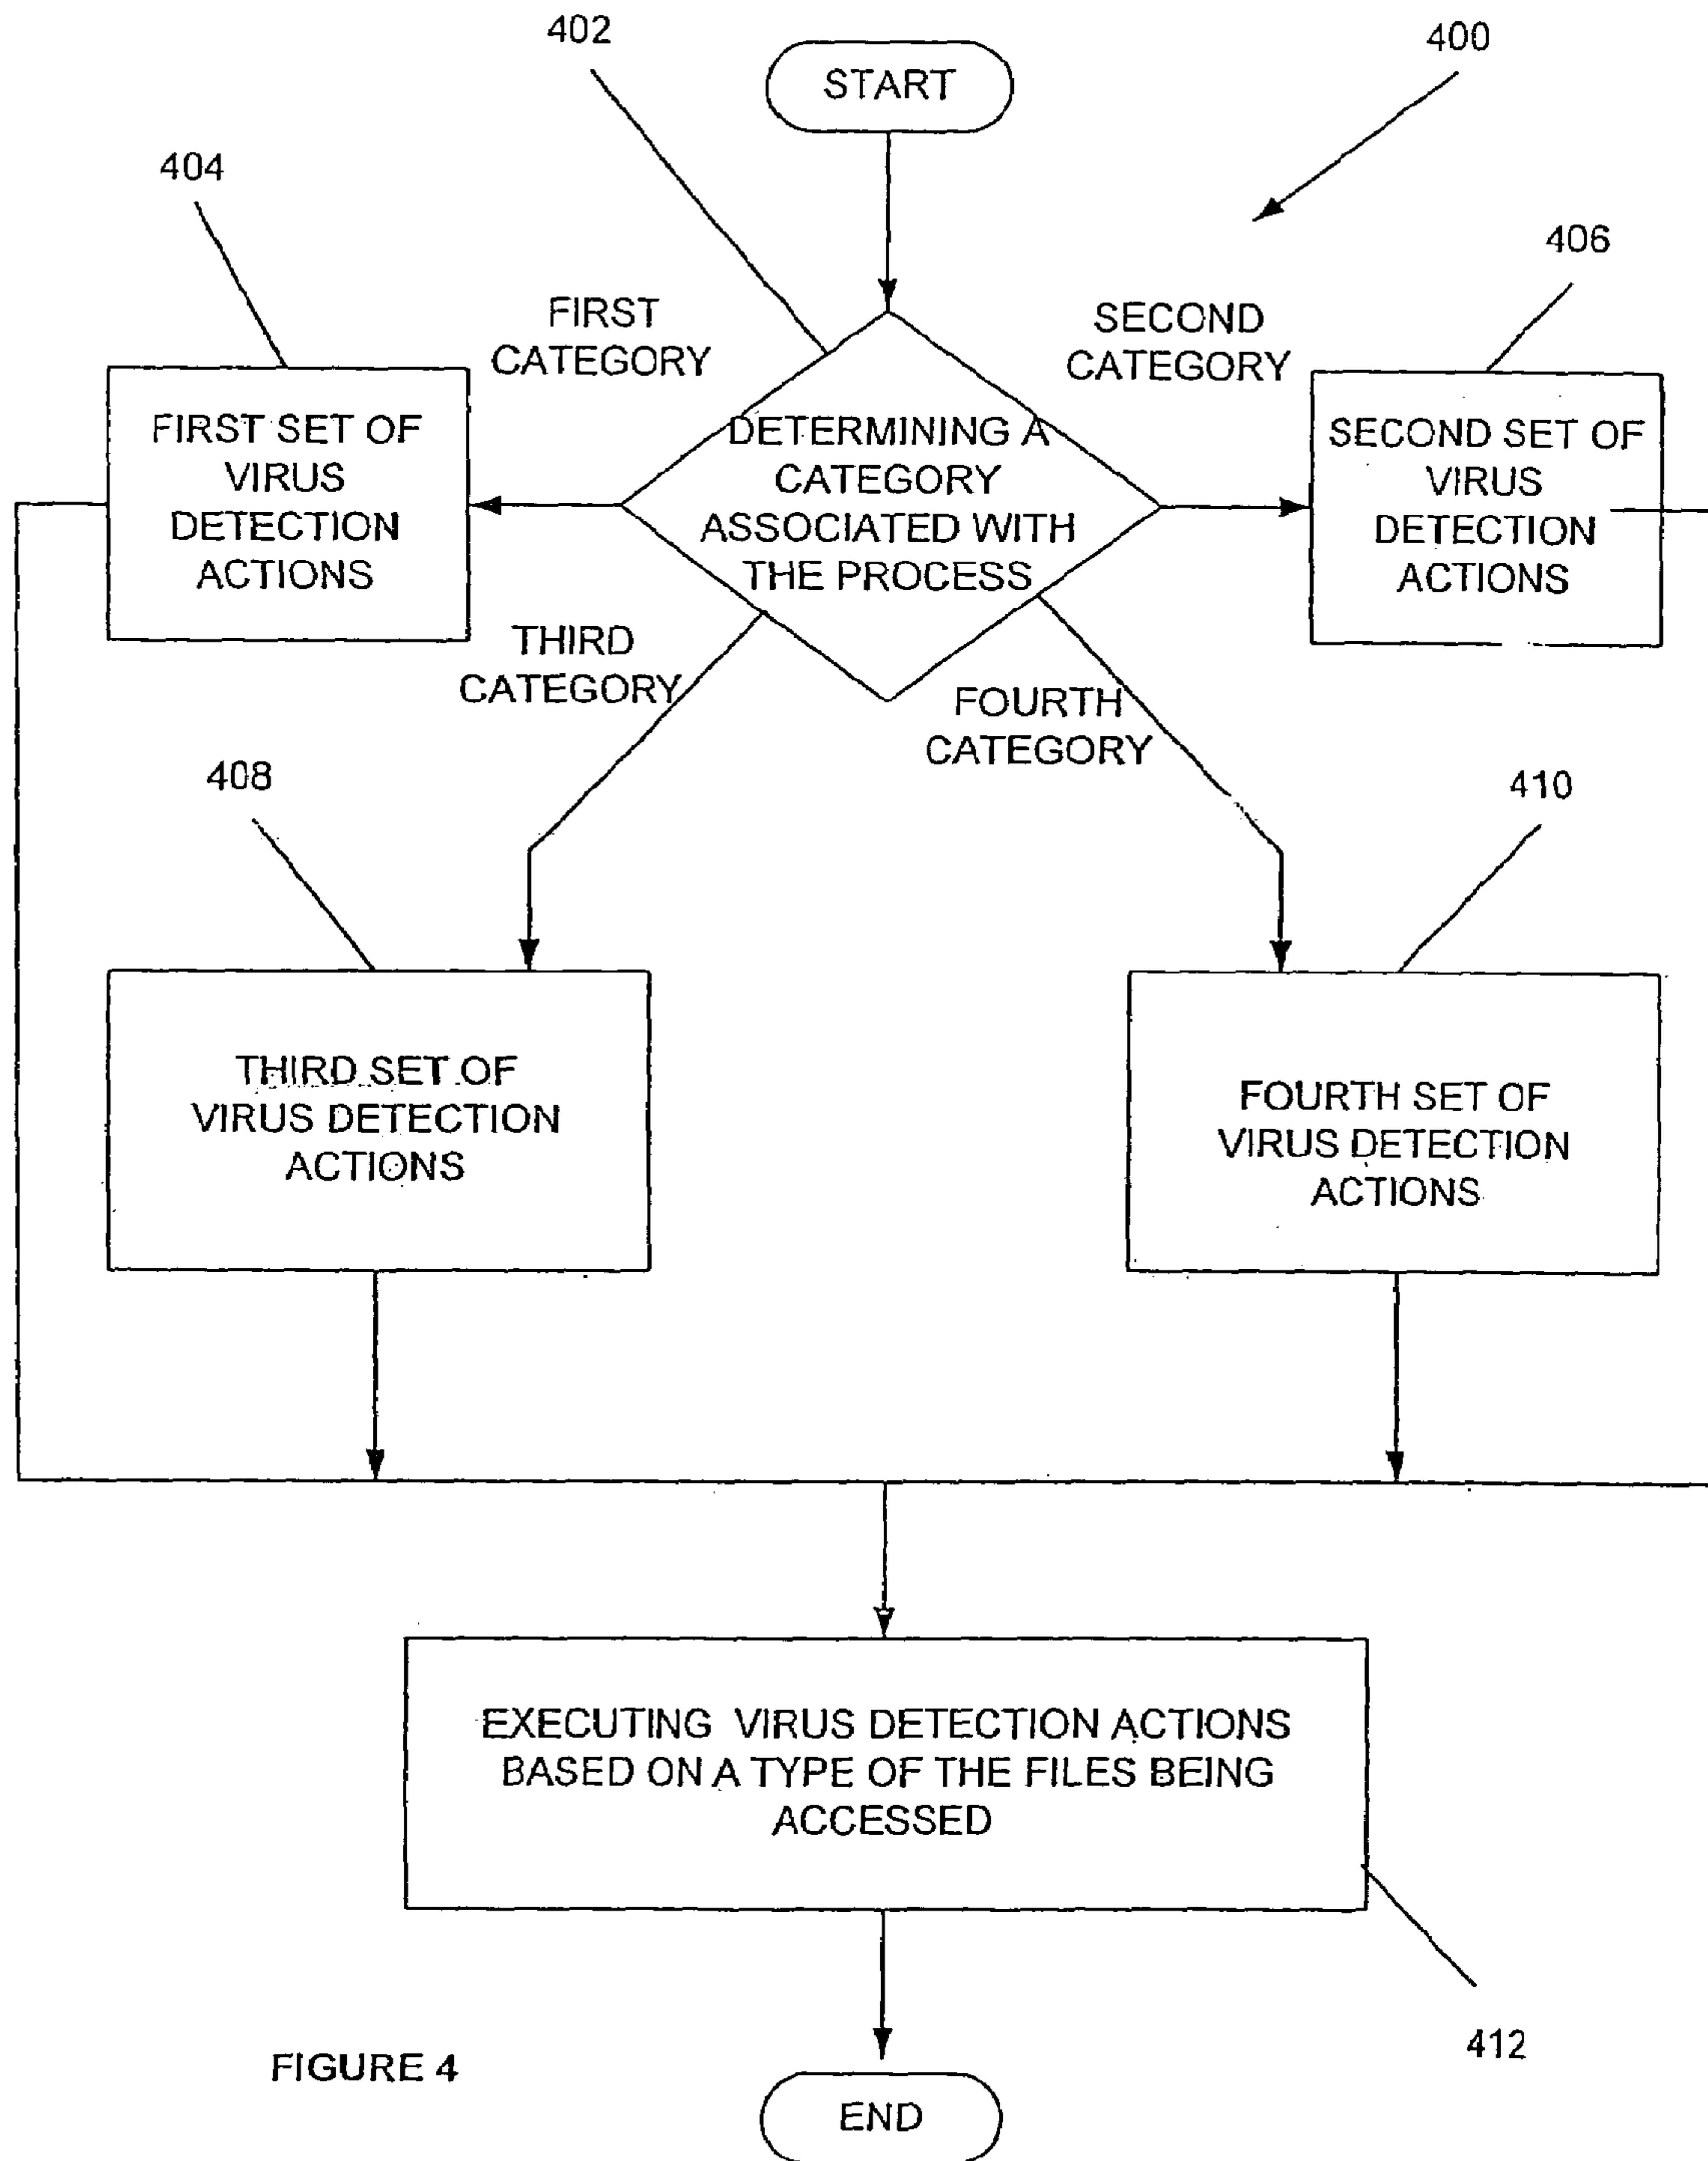 402
START
400
404
406
FIRST
CATEGORY
SECOND
CATEGORY
FIRST SET OF
VIRUS
DETECTION
ACTIONS
DETERMINING A
CATEGORY
ASSOCIATED WITH
THE PROCESS
SECOND SET OF
VIRUS
DETECTION
ACTIONS
THIRD
CATEGORY
FOURTH
CATEGORY
408
410
THIRD SET OF
VIRUS DETECTION
ACTIONS
FOURTH SET OF
VIRUS DETECTION
ACTIONS
EXECUTING VIRUS DETECTION ACTIONS
BASED ON A TYPE OF THE FILES BEING
ACCESSED
412
FIGURE 4
END